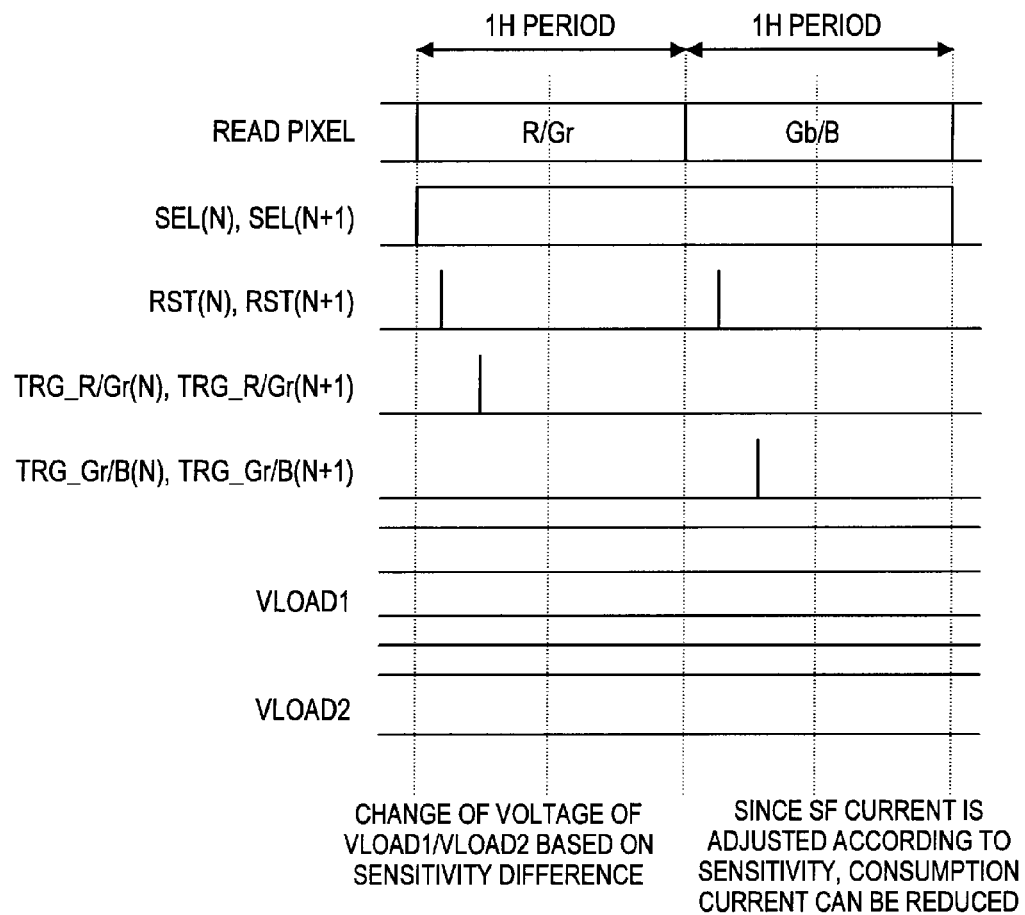 1H PERIOD 1H PERIOD
READ PIXEL R/Gr Gb/B
SEL(N), SEL(N+1)
RST(N), RST(N+1)
TRG_R/Gr(N), TRG_R/Gr(N+1)
TRG_Gr/B(N), TRG_Gr/B(N+1)
VLOAD1
VLOAD2
CHANGE OF VOLTAGE OF
VLOAD1/VLOAD2 BASED ON
SENSITIVITY DIFFERENCE
SINCE SF CURRENT IS
ADJUSTED ACCORDING TO
SENSITIVITY, CONSUMPTION
CURRENT CAN BE REDUCED